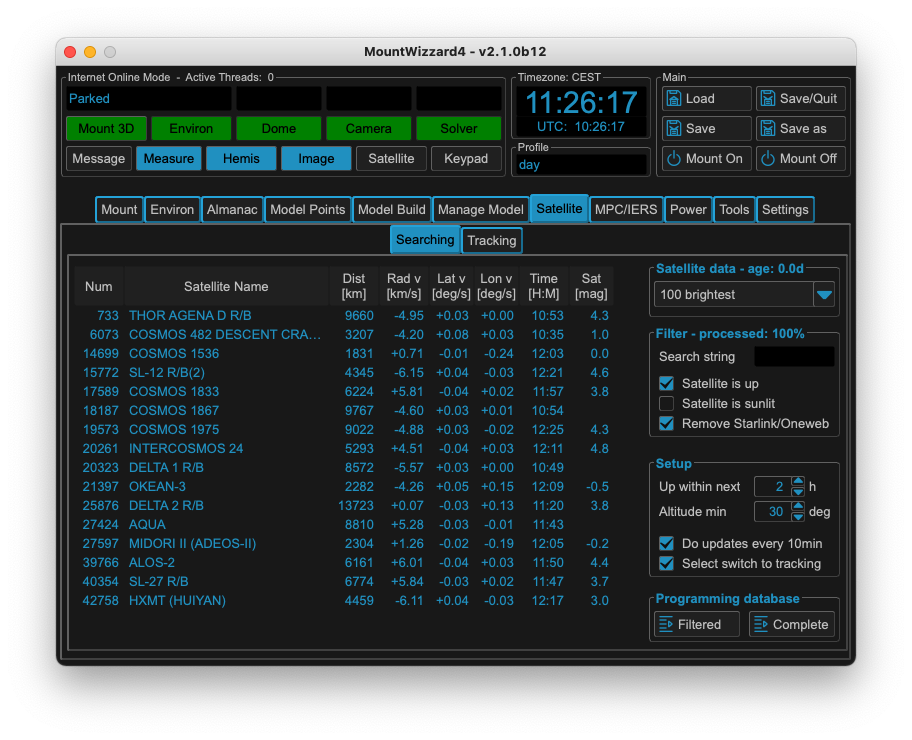 MountWizzard4 - v2.1.0b12
Internet Online Mode - Active Threads: 0
Parked
Mount 3D Environ Dome Camera Solver
Message Measure Hemis Image Satellite Keypad
Timezone: CEST
11:26:17
UTC: 10:26:17
Profile
day
Main
Load Save/Quit
Save Save as
Mount On Mount Off
Mount Environ Almanac Model Points Model Build Manage Model Satellite MPC/IERS Power Tools Settings
Searching Tracking
Num Satellite Name Dist [km] Rad v [km/s] Lat v [deg/s] Lon v [deg/s] Time [H:M] Sat [mag]
733 THOR AGENA D R/B 9660 -4.95 +0.03 +0.00 10:53 4.3
6073 COSMOS 482 DESCENT CRA… 3207 -4.20 +0.08 +0.03 10:35 1.0
14699 COSMOS 1536 1831 +0.71 -0.01 -0.24 12:03 0.0
15772 SL-12 R/B(2) 4345 -6.15 +0.04 -0.03 12:21 4.6
17589 COSMOS 1833 6224 +5.81 -0.04 +0.02 11:57 3.8
18187 COSMOS 1867 9767 -4.60 +0.03 +0.01 10:54
19573 COSMOS 1975 9022 -4.88 +0.03 -0.02 12:25 4.3
20261 INTERCOSMOS 24 5293 +4.51 -0.04 +0.03 12:11 4.8
20323 DELTA 1 R/B 8572 -5.57 +0.03 +0.00 10:49
21397 OKEAN-3 2282 -4.26 +0.05 +0.15 12:09 -0.5
25876 DELTA 2 R/B 13723 +0.07 -0.03 +0.13 11:20 3.8
27424 AQUA 8810 +5.28 -0.03 -0.01 11:43
27597 MIDORI II (ADEOS-II) 2304 +1.26 -0.02 -0.19 12:05 -0.2
39766 ALOS-2 6161 +6.01 -0.04 +0.03 11:50 4.4
40354 SL-27 R/B 6774 +5.84 -0.03 +0.02 11:47 3.7
42758 HXMT (HUIYAN) 4459 -6.11 +0.04 -0.03 12:17 3.0
Satellite data - age: 0.0d
100 brightest
Filter - processed: 100%
Search string
Satellite is up
Satellite is sunlit
Remove Starlink/Oneweb
Setup
Up within next 2 h
Altitude min 30 deg
Do updates every 10min
Select switch to tracking
Programming database
Filtered Complete